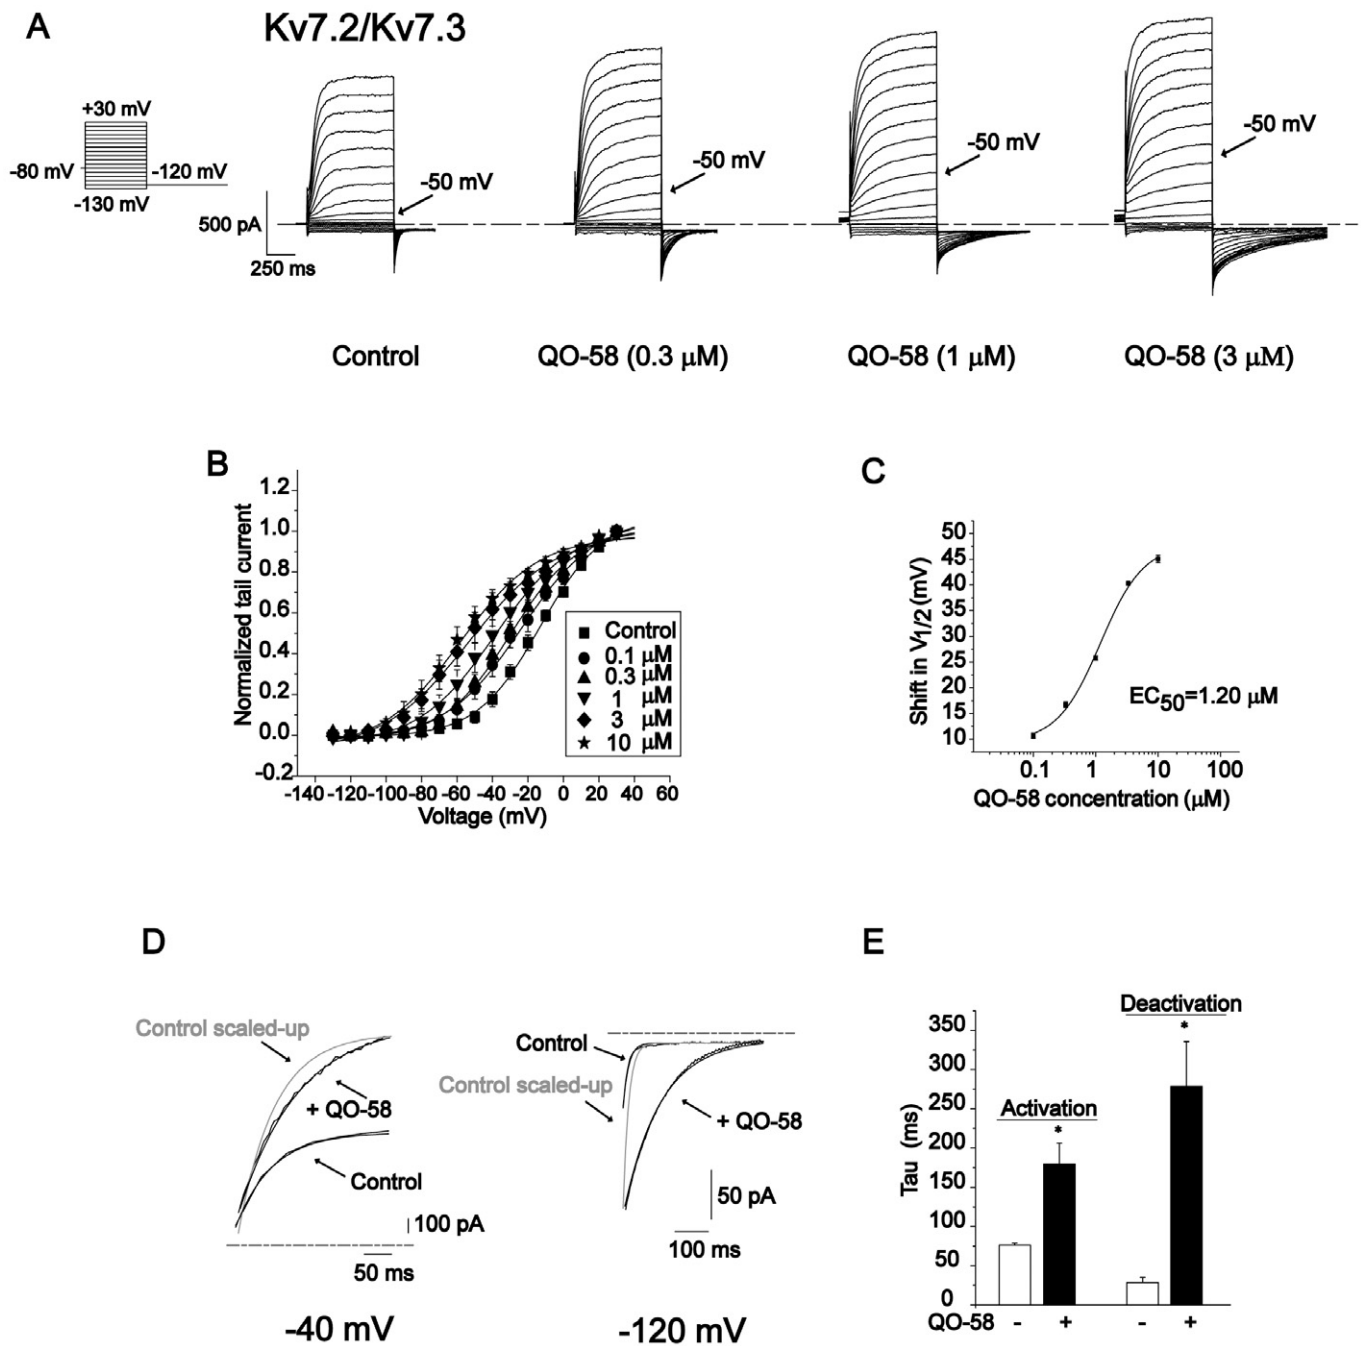 A
Kv7.2/Kv7.3
+30 mV
-80 mV
-120 mV
-130 mV
500 pA
250 ms
-50 mV
-50 mV
-50 mV
-50 mV
Control
QO-58 (0.3 μM)
QO-58 (1 μM)
QO-58 (3 μM)
B
Normalized tail current
1.2
1.0
0.8
0.6
0.4
0.2
0.0
-0.2
-140 -120 -100 -80 -60 -40 -20 0 20 40 60
Voltage (mV)
Control
0.1 μM
0.3 μM
1 μM
3 μM
10 μM
C
Shift in V1/2 (mV)
50
45
40
35
30
25
20
15
10
EC50=1.20 μM
0.1 1 10 100
QO-58 concentration (μM)
D
Control scaled-up
+ QO-58
Control
100 pA
50 ms
-40 mV
Control
Control scaled-up
+ QO-58
50 pA
100 ms
-120 mV
E
Deactivation
*
Activation
*
Tau (ms)
350
300
250
200
150
100
50
0
QO-58 - + - +